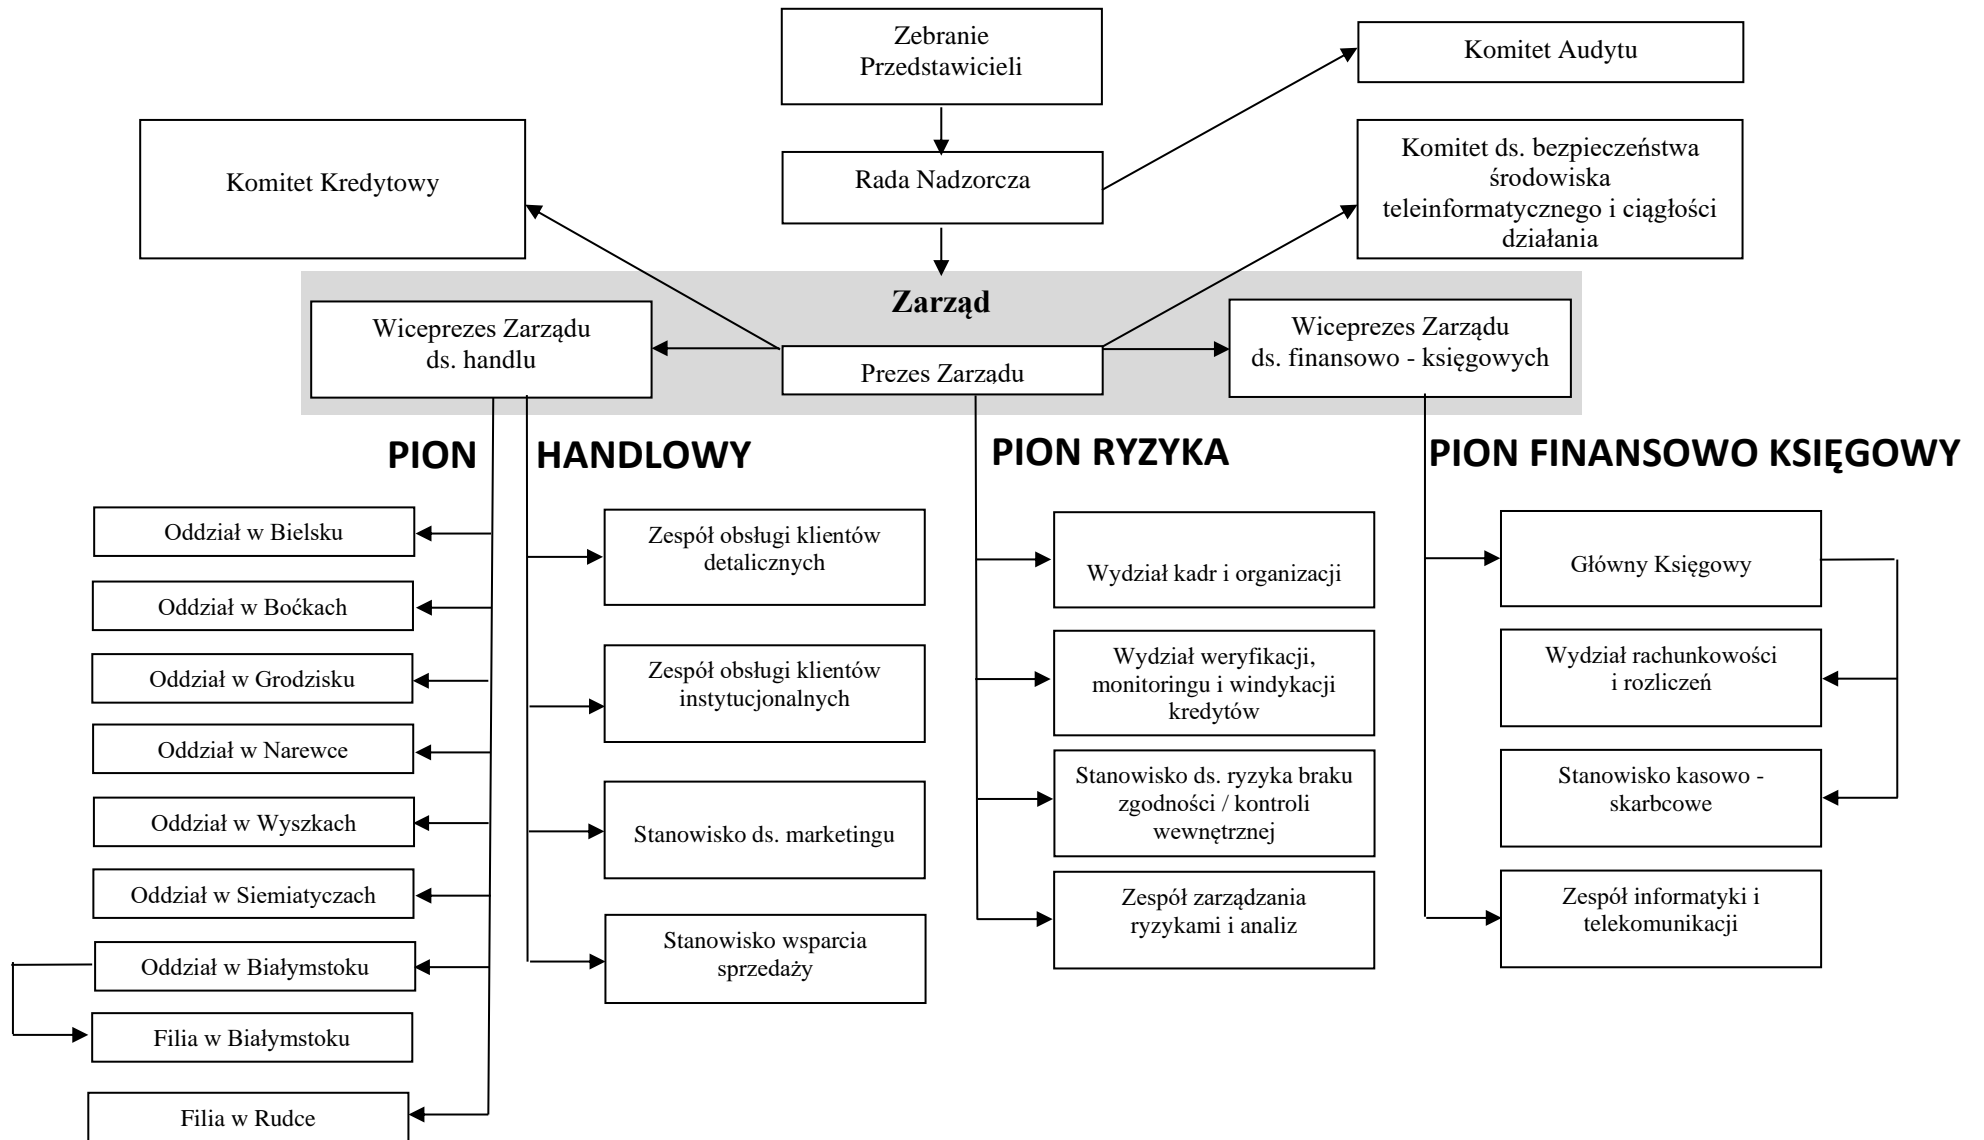 Zebranie
Przedstawicieli
Komitet Audytu
Komitet Kredytowy
Rada Nadzorcza
Komitet ds. bezpieczeństwa
środowiska
teleinformatycznego i ciągłości
działania
Zarząd
Wiceprezes Zarządu
ds. handlu
Prezes Zarządu
Wiceprezes Zarządu
ds. finansowo - księgowych
PION HANDLOWY
PION RYZYKA
PION FINANSOWO KSIĘGOWY
Oddział w Bielsku
Oddział w Boćkach
Oddział w Grodzisku
Oddział w Narewce
Oddział w Wyszkach
Oddział w Siemiatyczach
Oddział w Białymstoku
Filia w Białymstoku
Filia w Rudce
Zespół obsługi klientów
detalicznych
Zespół obsługi klientów
instytucjonalnych
Stanowisko ds. marketingu
Stanowisko wsparcia
sprzedaży
Wydział kadr i organizacji
Wydział weryfikacji,
monitoringu i windykacji
kredytów
Stanowisko ds. ryzyka braku
zgodności / kontroli
wewnętrznej
Zespół zarządzania
ryzykami i analiz
Główny Księgowy
Wydział rachunkowości
i rozliczeń
Stanowisko kasowo -
skarbcowe
Zespół informatyki i
telekomunikacji